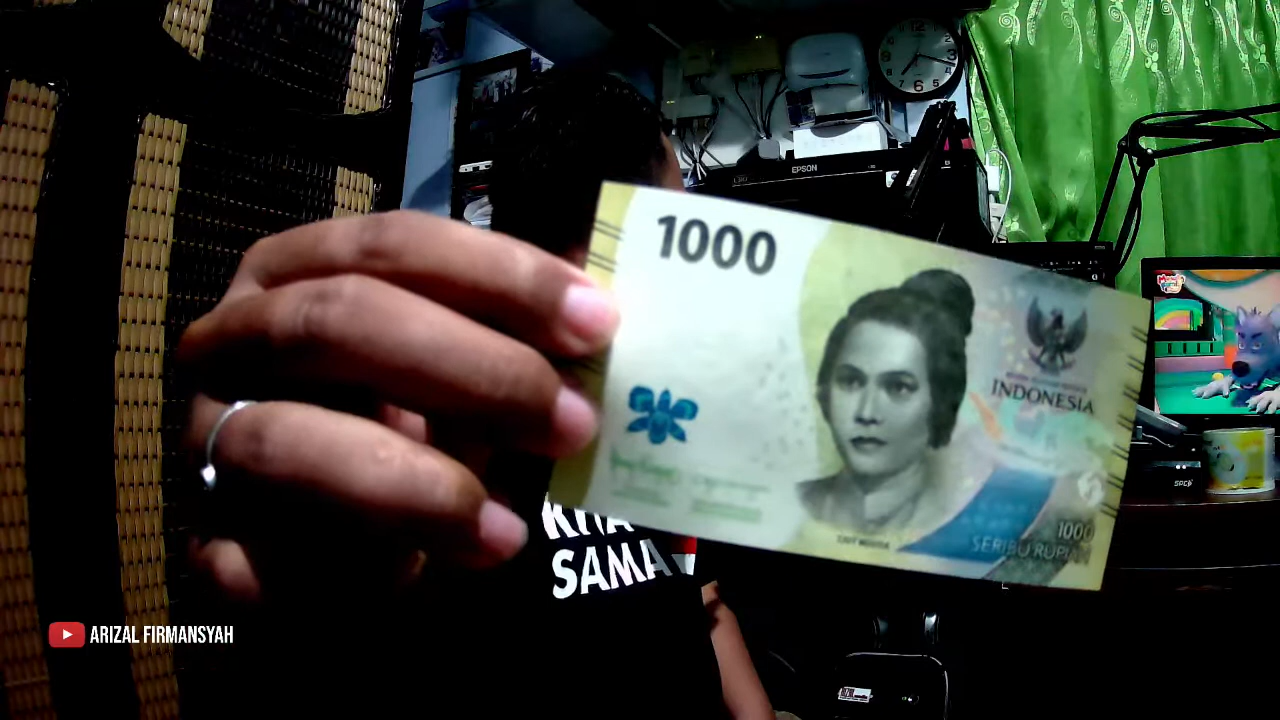 EPSON
1000
INDONESIA
KITA
SAMA
1000
SERIBU RUPIAH
ARIZAL FIRMANSYAH